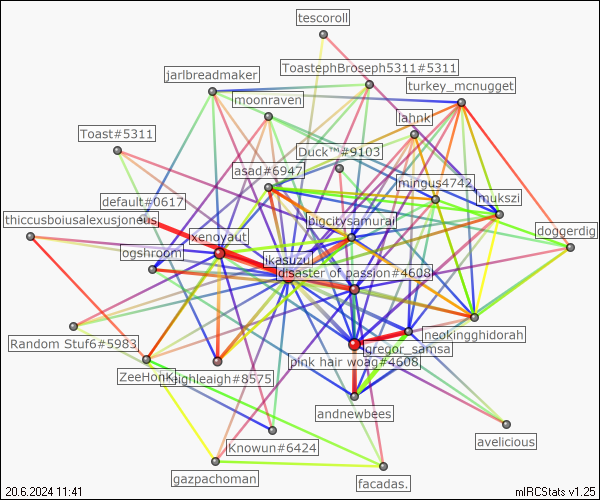 tescoroll
ToastephBroseph5311#5311
jarlbreadmaker
turkey_mcnugget
moonraven
lahnk
Toast#5311
Duck™#9103
asad#6947
mingus4742
mukszi
default#0617
thiccusboiusalexusjoneus
bigcitysamurai
doggerdig
xenoyaut
ogshroom
ikasuzu
disaster of passion#4608
neokingghidorah
Random Stuf6#5983
gregor_samsa
pink hair woag#4608
ZeeHonk
#8575
andnewbees
avelicious
Knowun#6424
gazpachoman
facadas.
20.6.2024 11:41
mIRCStats v1.25